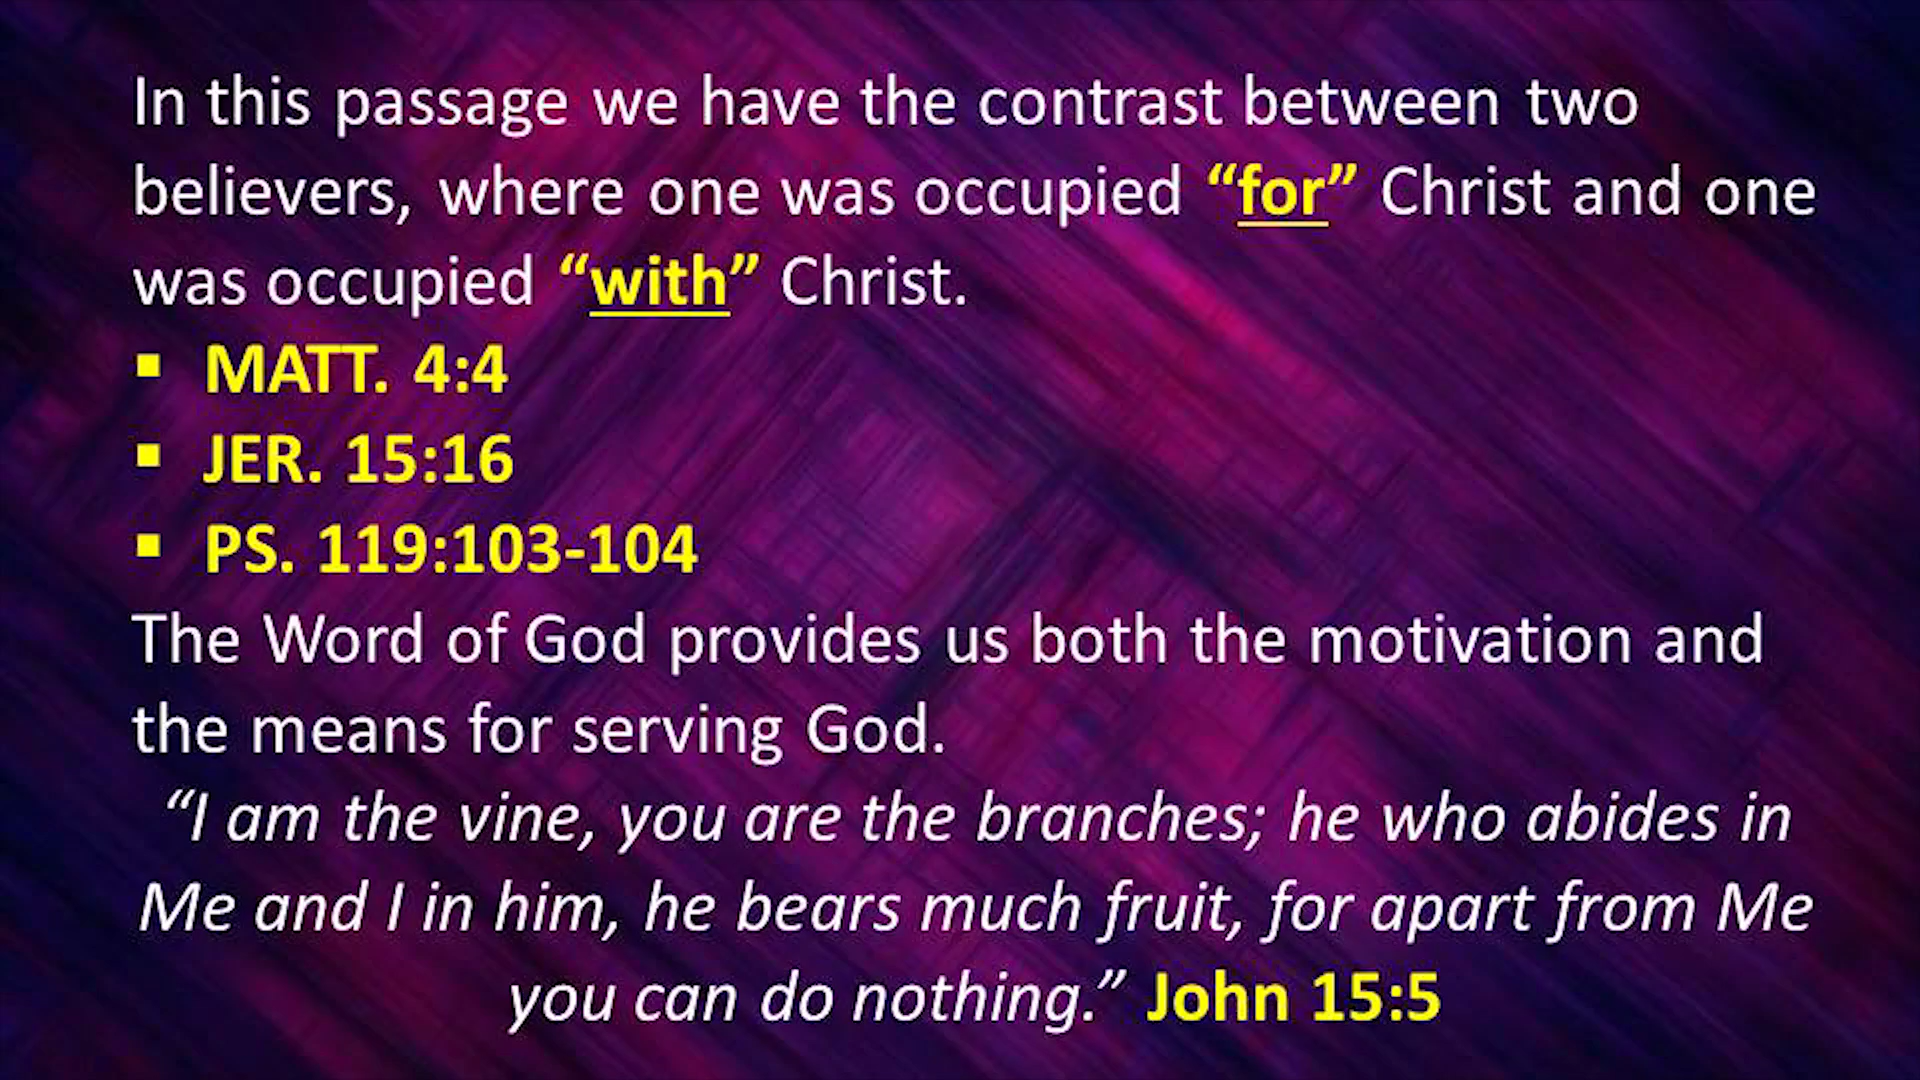 In this passage we have the contrast between two
believers, where one was occupied “for” Christ and one
was occupied “with” Christ.
▪ MATT. 4:4
▪ JER. 15:16
▪ PS. 119:103-104
The Word of God provides us both the motivation and
the means for serving God.
“I am the vine, you are the branches; he who abides in
Me and I in him, he bears much fruit, for apart from Me
you can do nothing.” John 15:5